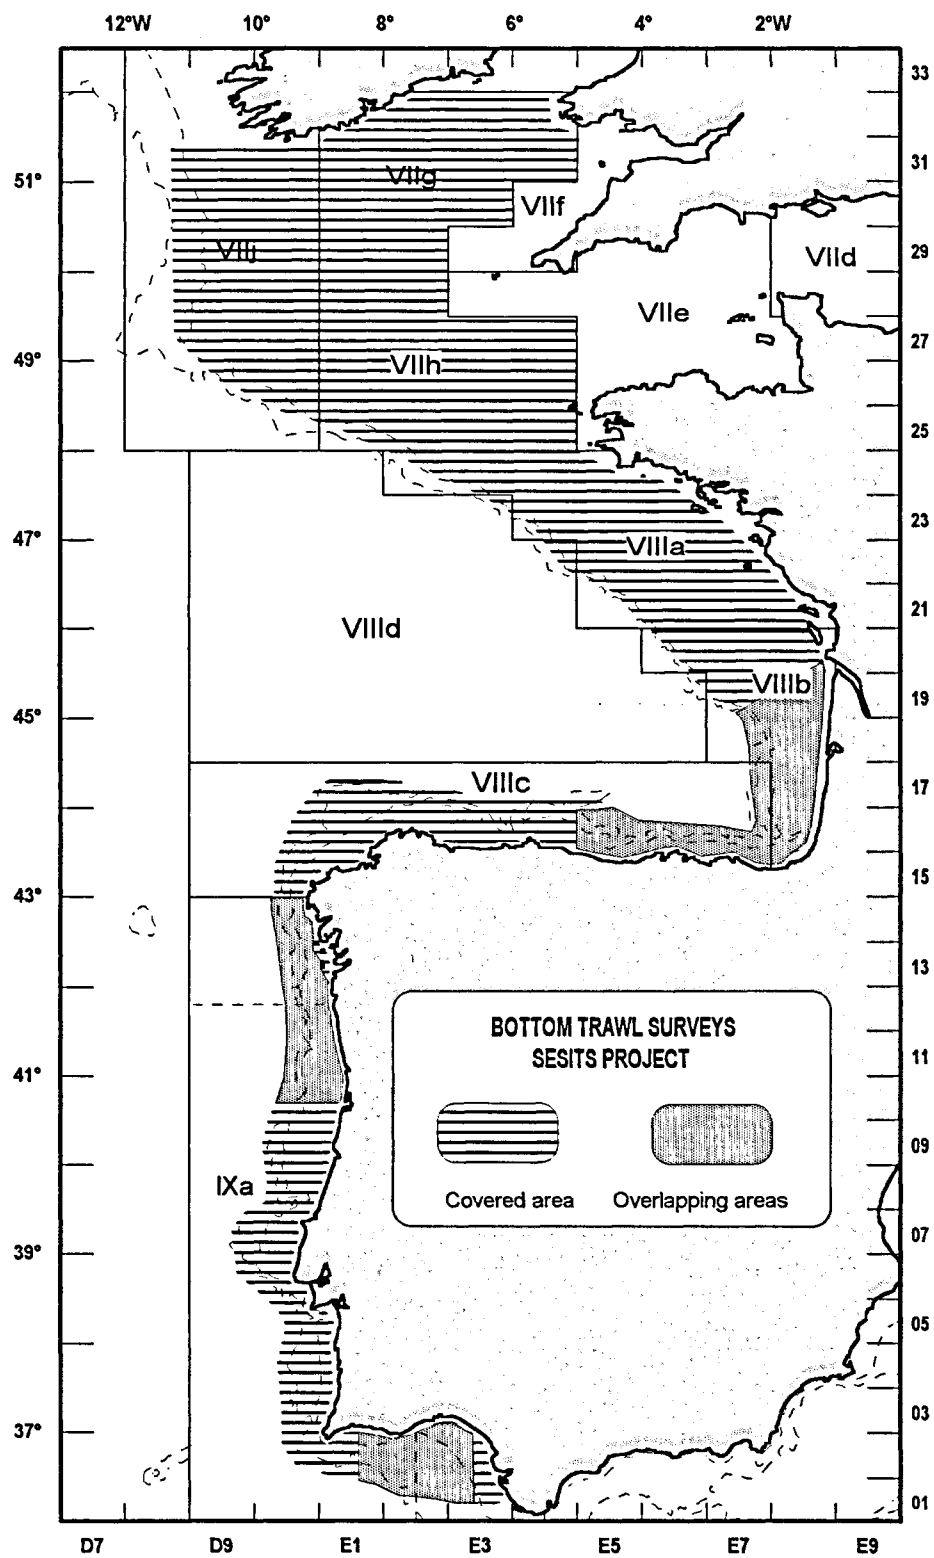 12°W 10° 8° 6° 4° 2°W
33
31
51°
VIIg
VIIf
VIIj
29
VIId
VIIe
27
49°
VIIh
25
23
47°
VIIIa
21
VIIId
VIIIb
19
45°
VIIIc
17
15
43°
13
BOTTOM TRAWL SURVEYS
SESITS PROJECT
11
41°
09
Covered area Overlapping areas
IXa
07
39°
05
03
37°
01
D7 D9 E1 E3 E5 E7 E9